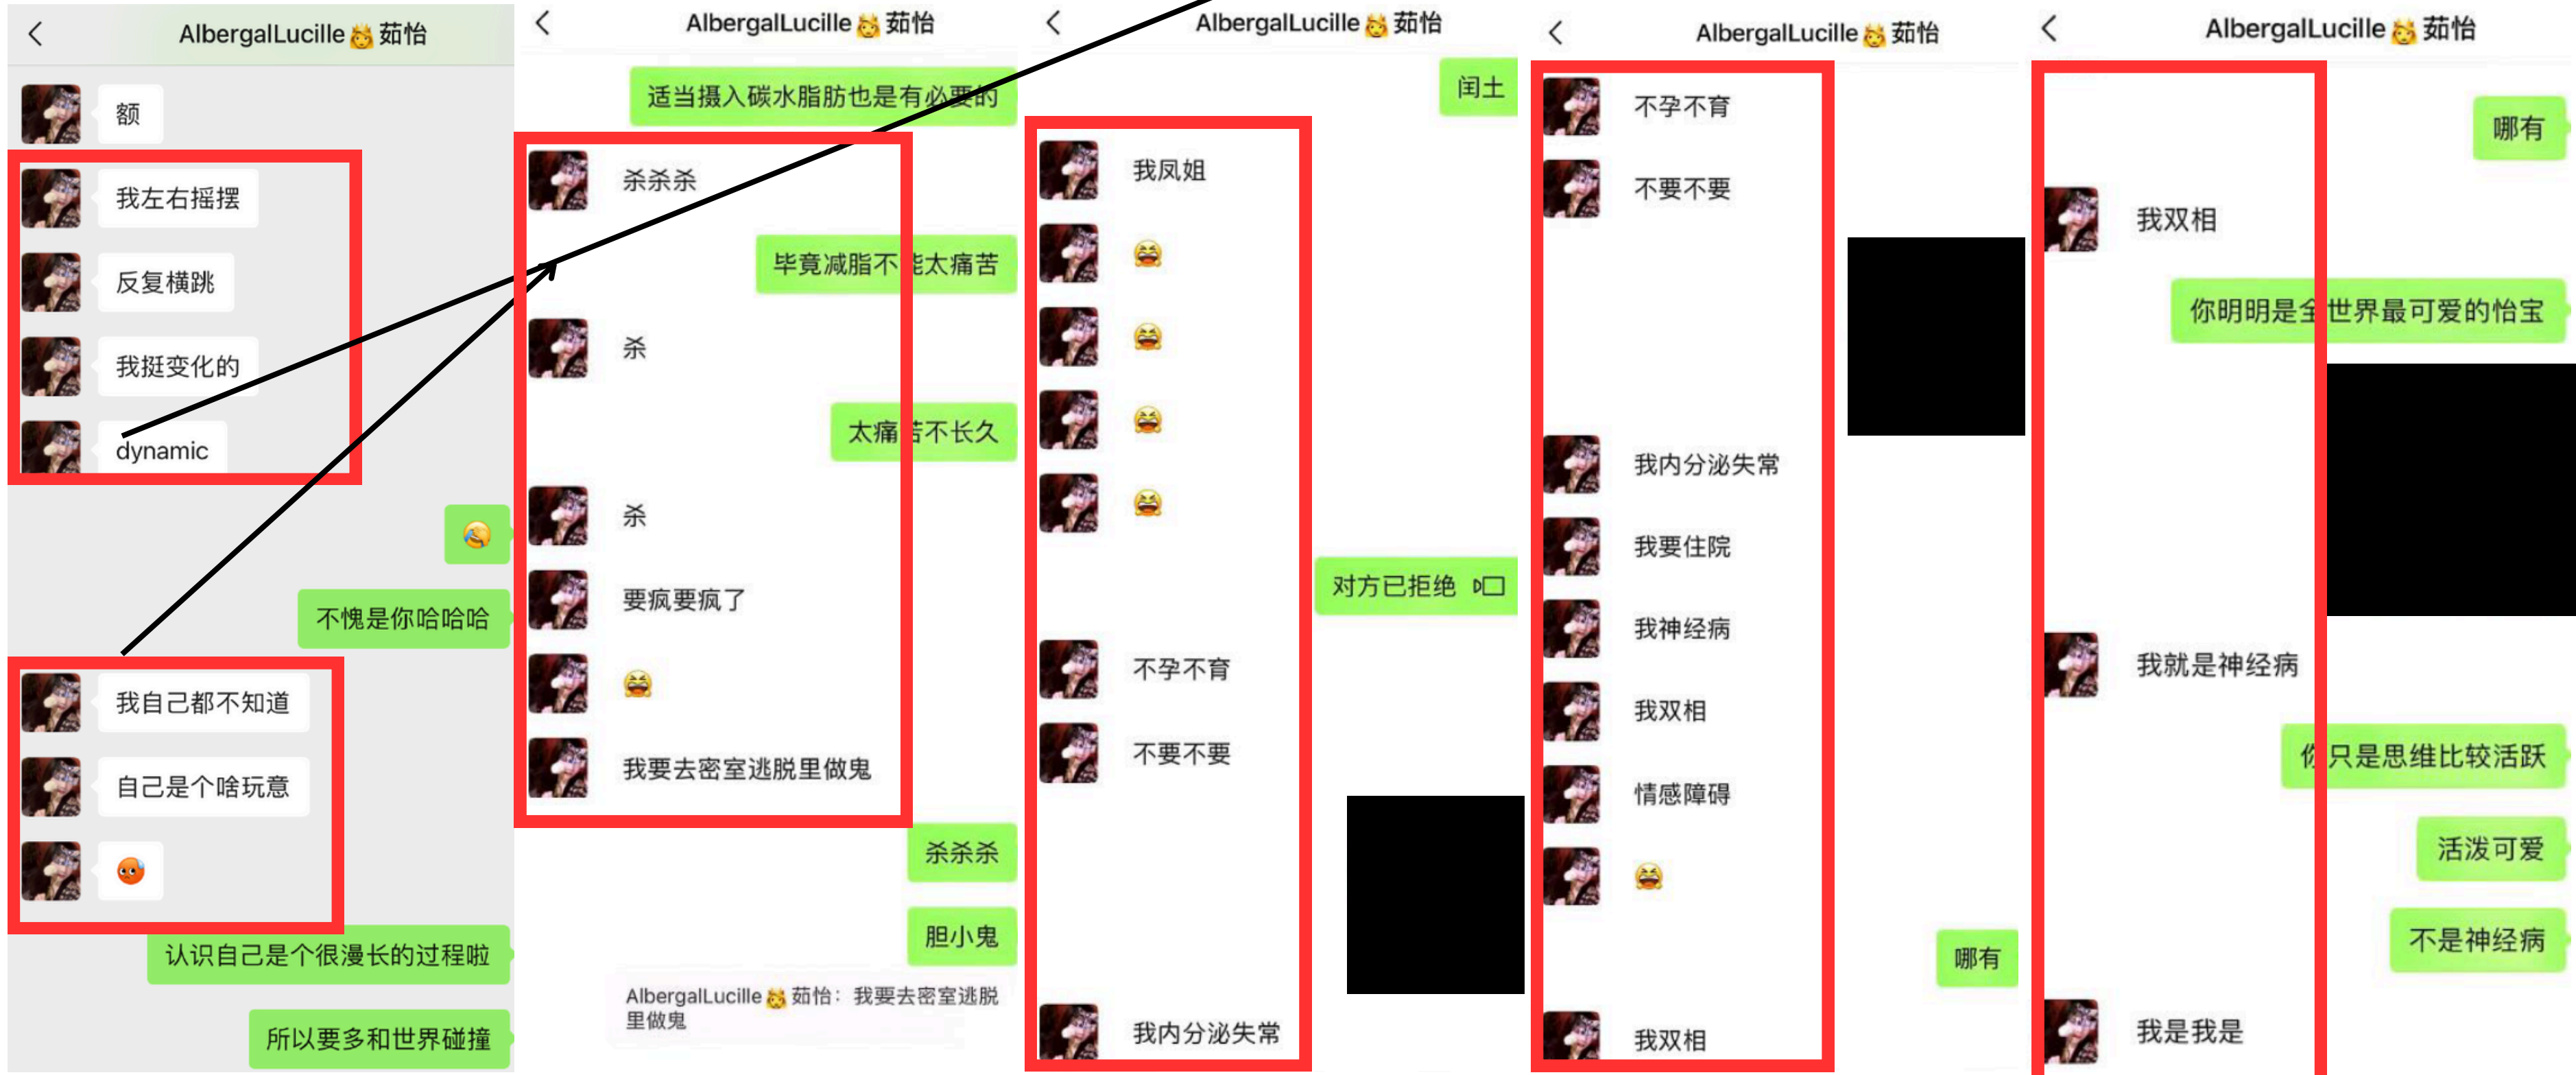 AlbergalLucille👸茹怡
额
我左右摇摆
反复横跳
我挺变化的
dynamic
不愧是你哈哈哈
我自己都不知道
自己是个啥玩意
认识自己是个很漫长的过程啦
所以要多和世界碰撞
AlbergalLucille👸茹怡
适当摄入碳水脂肪也是有必要的
杀杀杀
毕竟减脂不能太痛苦
杀
太痛苦不长久
杀
要疯要疯了
我要去密室逃脱里做鬼
杀杀杀
胆小鬼
AlbergalLucille👸茹怡：我要去密室逃脱
里做鬼
AlbergalLucille👸茹怡
闰土
我凤姐
对方已拒绝
不孕不育
不要不要
我内分泌失常
AlbergalLucille👸茹怡
不孕不育
不要不要
我内分泌失常
我要住院
我神经病
我双相
情感障碍
哪有
我双相
AlbergalLucille👸茹怡
哪有
我双相
你明明是全世界最可爱的怡宝
我就是神经病
你只是思维比较活跃
活泼可爱
不是神经病
我是我是